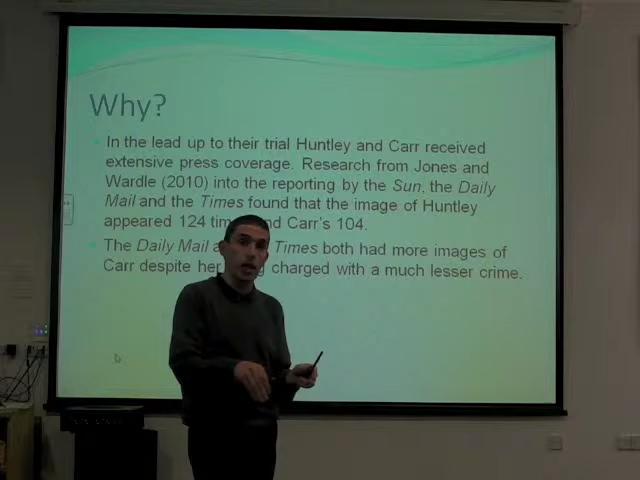 Why?
In the lead up to their trial Huntley and Carr received
extensive press coverage. Research from Jones and
Wardle (2010) into the reporting by the Sun, the Daily
Mail and the Times found that the image of Huntley
appeared 124 tim nd Carr's 104.
The Daily Mail a Times both had more images of
Carr despite her g charged with a much lesser crime.